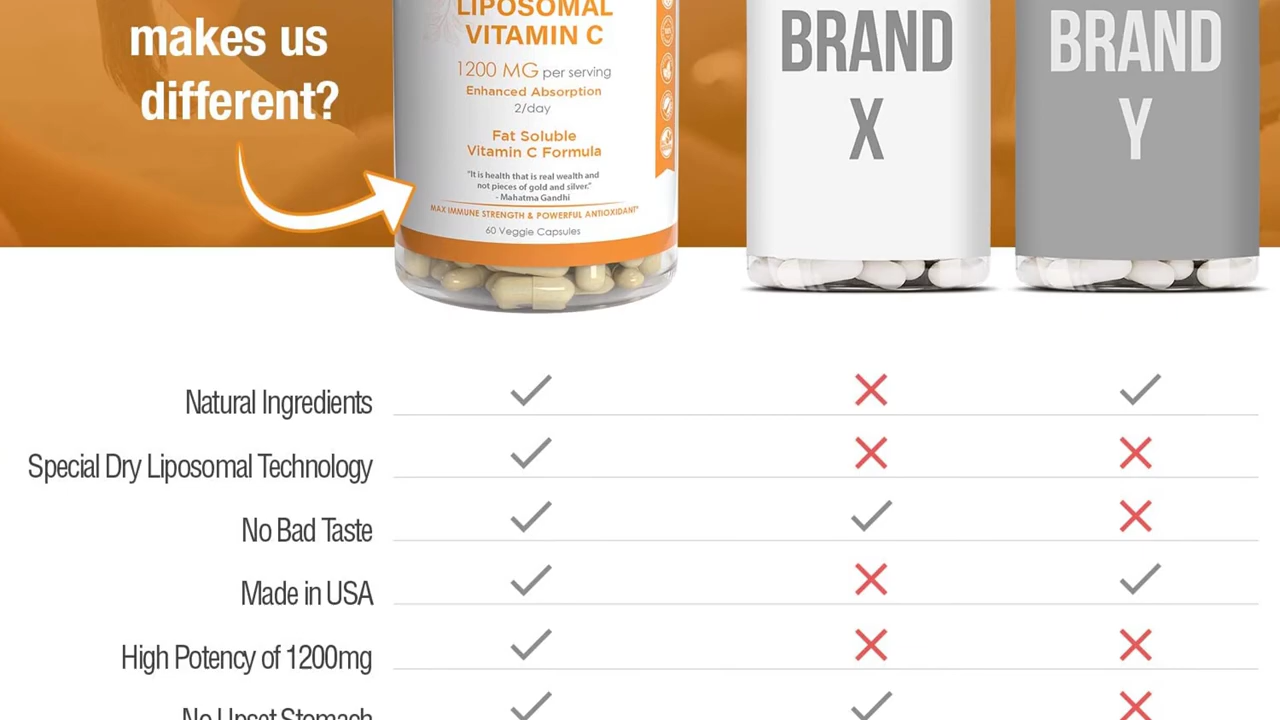 makes us
different?
LIPOSOMAL
VITAMIN C
1200 MG per serving
Enhanced Absorption
2/day
Fat Soluble
Vitamin C Formula
"It is health that is real wealth and
not pieces of gold and silver."
- Mahatma Gandhi
MAX IMMUNE STRENGTH & POWERFUL ANTIOXIDANT*
60 Veggie Capsules
BRAND
X
BRAND
Y
Natural Ingredients
Special Dry Liposomal Technology
No Bad Taste
Made in USA
High Potency of 1200mg
No Upset Stomach